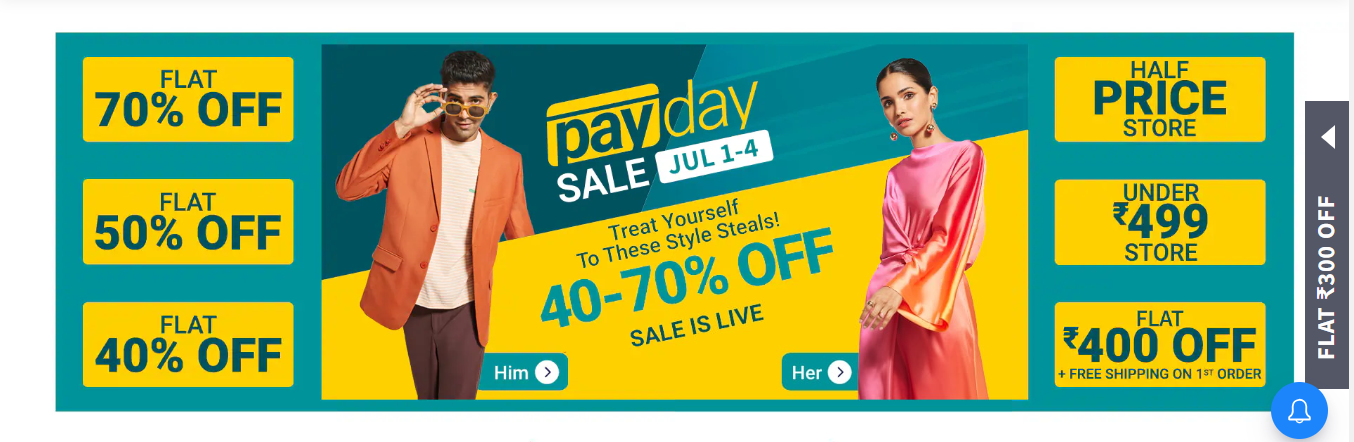 FLAT
70% OFF
FLAT
50% OFF
FLAT
40% OFF
payday
SALE JUL 1-4
Treat Yourself
To These Style Steals!
40-70% OFF
SALE IS LIVE
Him
Her
HALF
PRICE
STORE
UNDER
₹499
STORE
FLAT
₹400 OFF
+ FREE SHIPPING ON 1ST ORDER
FLAT ₹300 OFF